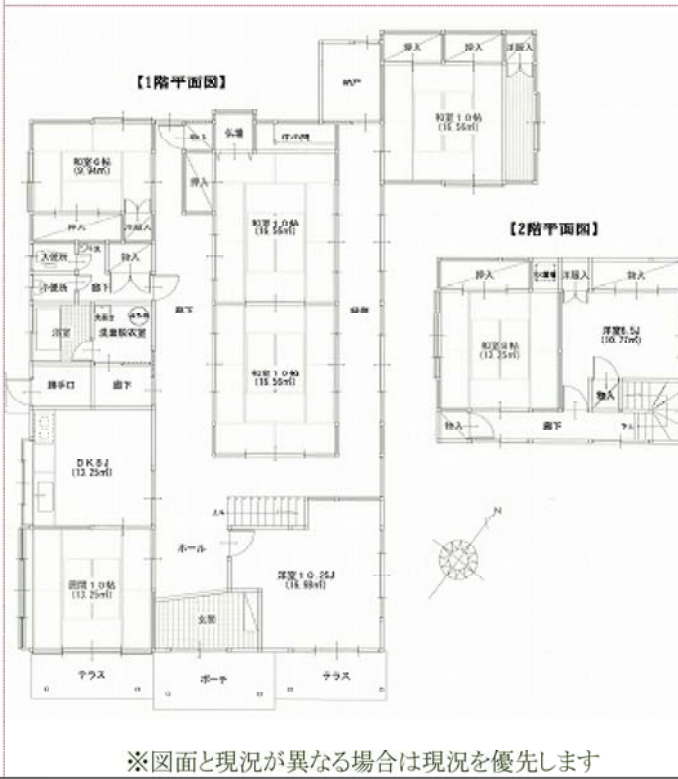 【1階平面図】
押入
押入
洋服入
納戸
和室10帖
(16.56㎡)
物入
仏壇
床の間
和室6帖
(9.94㎡)
押入
押入
洋服入
和室10帖
(16.56㎡)
大便所
物入
小便所
廊下
廊下
浴室
洗面脱衣室
和室10帖
(16.56㎡)
勝手口
廊下
DK8J
(13.25㎡)
ホール
洋室10.25J
(16.98㎡)
居間10帖
(13.25㎡)
玄関
テラス
ポーチ
テラス
【2階平面図】
押入
洋服入
物入
和室8帖
(13.25㎡)
洋室6.5J
(10.77㎡)
物入
物入
廊下
N
※図面と現況が異なる場合は現況を優先します